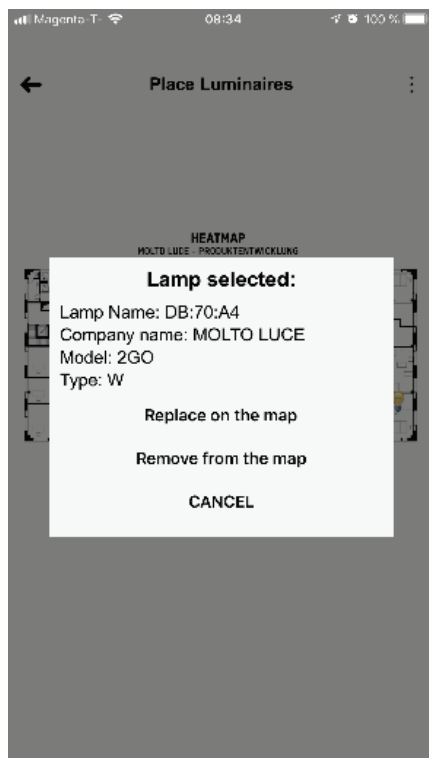 Magenta-T- 08:34 100 %
Place Luminaires
HEATMAP
MOLTO LUCE - PRODUKTENTWICKLUNG
Lamp selected:
Lamp Name: DB:70:A4
Company name: MOLTO LUCE
Model: 2GO
Type: W
Replace on the map
Remove from the map
CANCEL